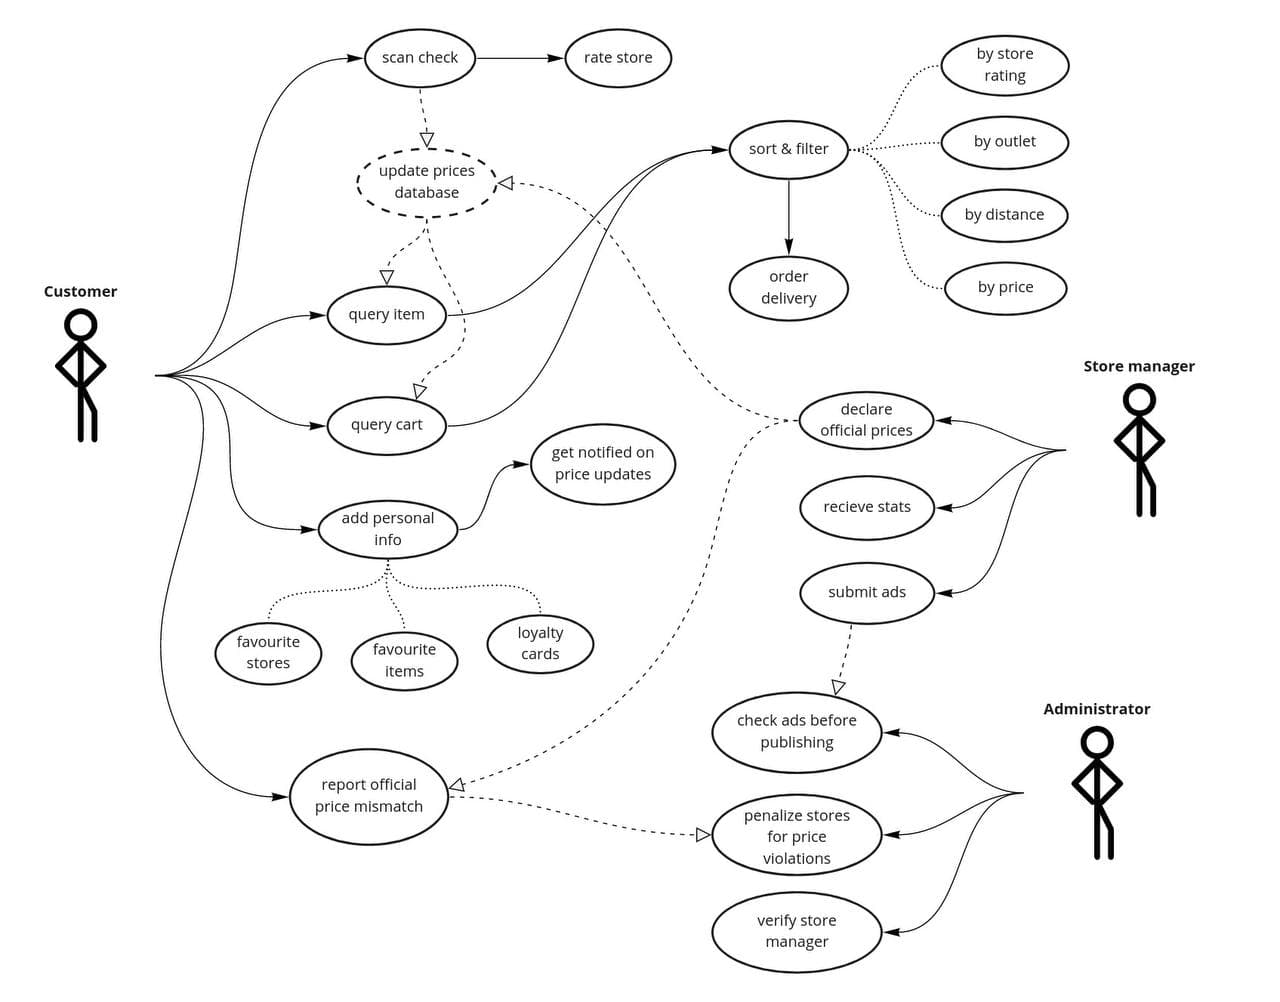 scan check
rate store
by store
rating
sort & filter
by outlet
update prices
database
by distance
order
delivery
by price
Customer
query item
Store manager
query cart
declare
official prices
get notified on
price updates
recieve stats
add personal
info
submit ads
favourite
stores
favourite
items
loyalty
cards
check ads before
publishing
Administrator
report official
price mismatch
penalize stores
for price
violations
verify store
manager